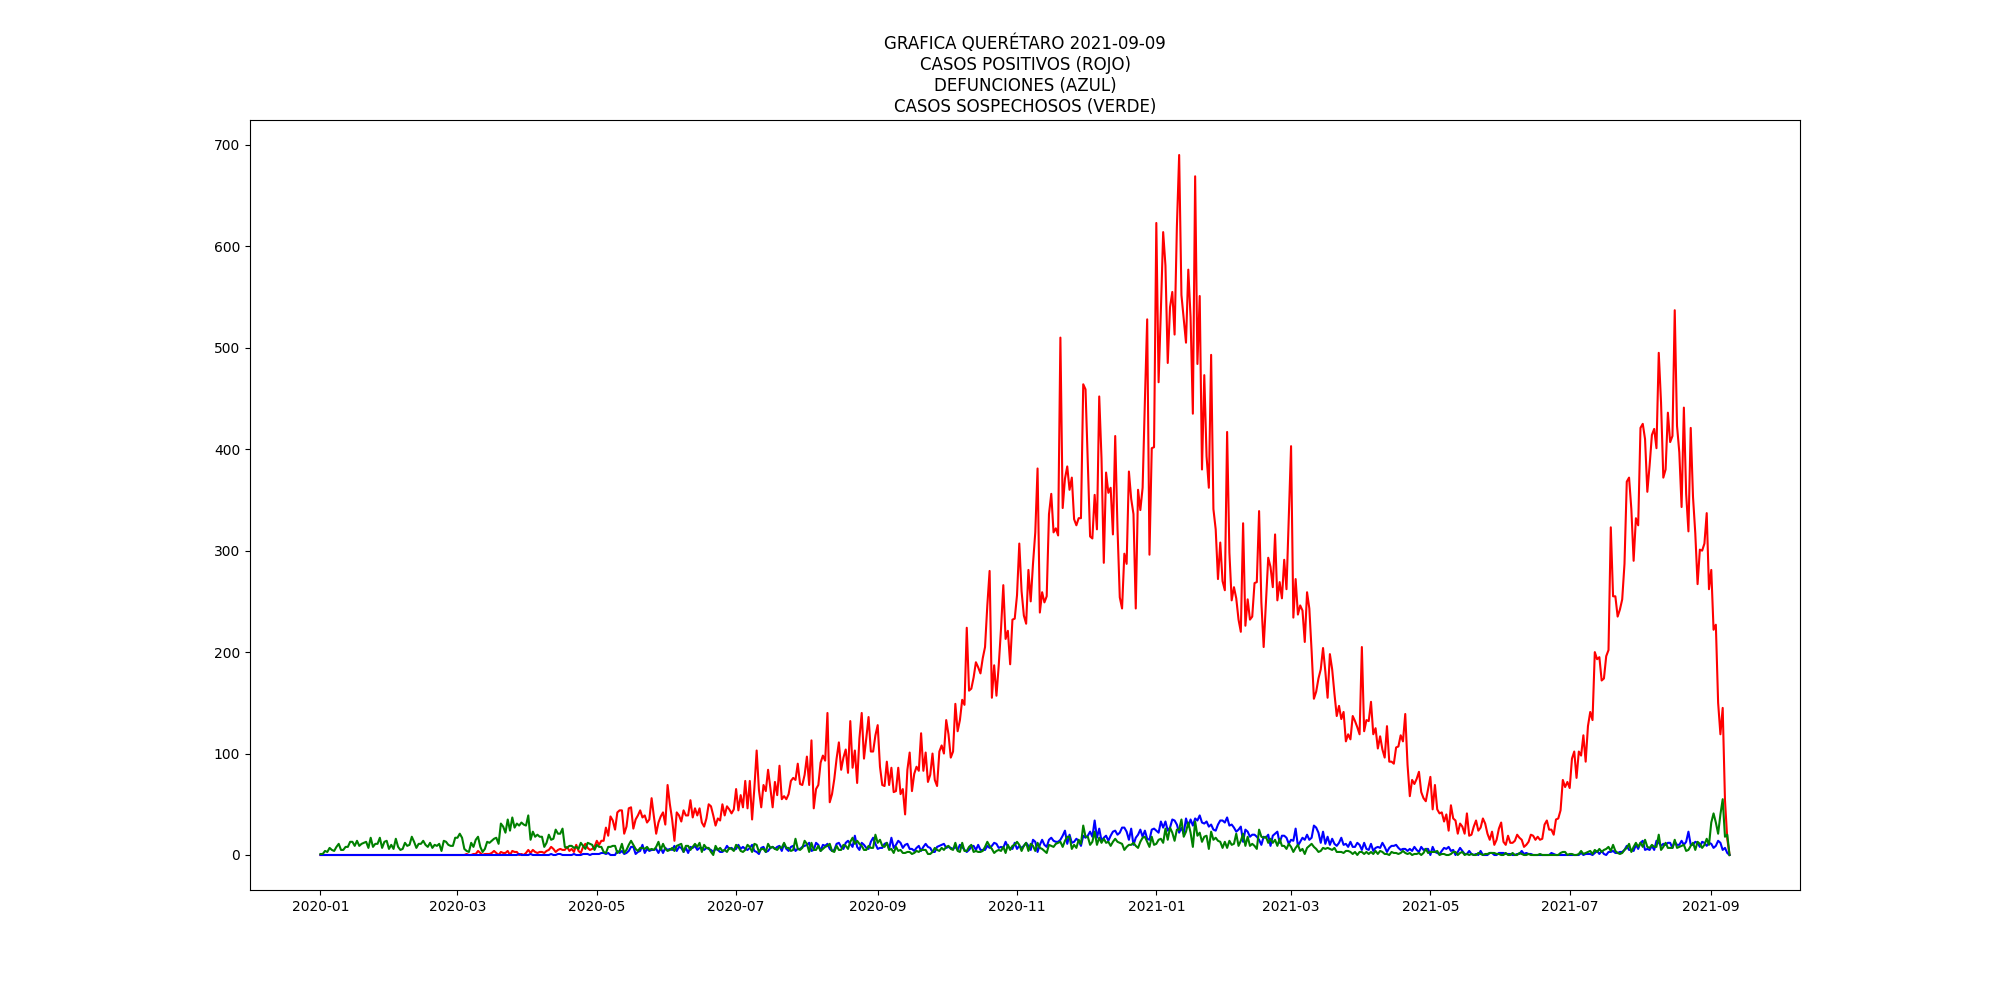 GRAFICA QUERÉTARO 2021-09-09
CASOS POSITIVOS (ROJO)
DEFUNCIONES (AZUL)
CASOS SOSPECHOSOS (VERDE)
700
600
500
400
300
200
100
0
2020-01 2020-03 2020-05 2020-07 2020-09 2020-11 2021-01 2021-03 2021-05 2021-07 2021-09